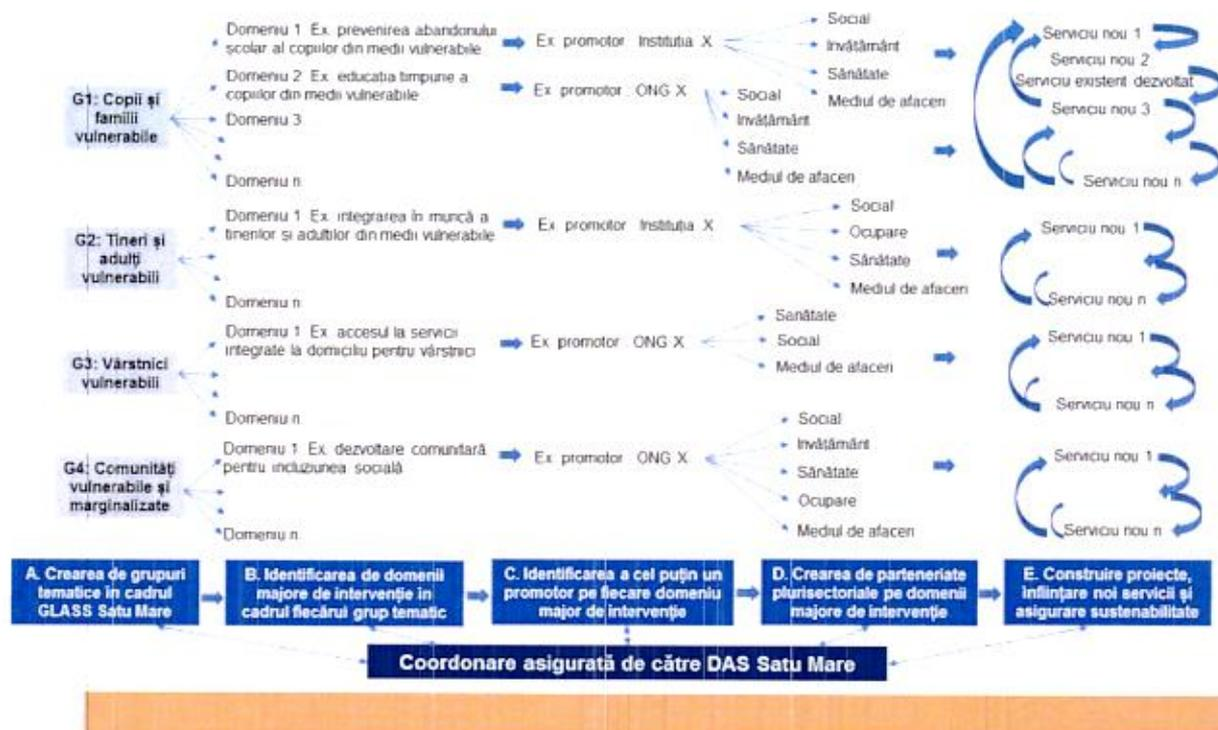 Domeniu 1 Ex. prevenirea abandonului
școlar al copiilor din medii vulnerabile
Ex promotor Instituția X
Social
Invățământ
Sănătate
Mediul de afaceri
Serviciu nou 1
Serviciu nou 2
Serviciu existent dezvoltat
Serviciu nou 3
Serviciu nou n
G1: Copii și
familii
vulnerabile
Domeniu 2 Ex. educația timpurie a
copiilor din medii vulnerabile
Ex promotor ONG X
Social
Invățământ
Sănătate
Mediul de afaceri
Domeniu 3
Domeniu n
G2: Tineri și
adulți
vulnerabili
Domeniu 1 Ex. integrarea în muncă a
tinerilor și adulților din medii vulnerabile
Ex promotor Instituția X
Social
Ocupare
Sănătate
Mediul de afaceri
Serviciu nou 1
Serviciu nou n
Domeniu n
G3: Vârstnici
vulnerabili
Domeniu 1 Ex. accesul la servicii
integrate la domiciliu pentru vârstnici
Ex promotor ONG X
Sanătate
Social
Mediul de afaceri
Serviciu nou 1
Serviciu nou n
Domeniu n
G4: Comunități
vulnerabile și
marginalizate
Domeniu 1 Ex. dezvoltare comunitară
pentru incluziunea socială
Ex promotor ONG X
Social
Invățământ
Sănătate
Ocupare
Mediul de afaceri
Serviciu nou 1
Serviciu nou n
Domeniu n
A. Crearea de grupuri
tematice în cadrul
GLASS Satu Mare
B. Identificarea de domenii
majore de intervenție în
cadrul fiecărui grup tematic
C. Identificarea a cel puțin un
promotor pe fiecare domeniu
major de intervenție
D. Crearea de parteneriate
plurisectoriale pe domenii
majore de intervenție
E. Construire proiecte,
înființare noi servicii și
asigurare sustenabilitate
Coordonare asigurată de către DAS Satu Mare